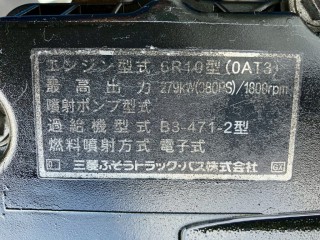 エンジン型式 6R10型(0AT3)
最高出力 279kW(380PS)/1800rpm
噴射ポンプ型式
過給機型式 B3-471-2型
燃料噴射方式 電子式
三菱ふそうトラック・バス株式会社